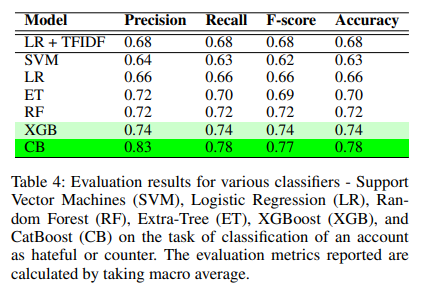 Model Precision Recall F-score Accuracy
LR + TFIDF 0.68 0.68 0.68 0.68
SVM 0.64 0.63 0.62 0.63
LR 0.66 0.66 0.66 0.66
ET 0.72 0.70 0.69 0.70
RF 0.72 0.72 0.72 0.72
XGB 0.74 0.74 0.74 0.74
CB 0.83 0.78 0.77 0.78
Table 4: Evaluation results for various classifiers - Support
Vector Machines (SVM), Logistic Regression (LR), Ran-
dom Forest (RF), Extra-Tree (ET), XGBoost (XGB), and
CatBoost (CB) on the task of classification of an account
as hateful or counter. The evaluation metrics reported are
calculated by taking macro average.